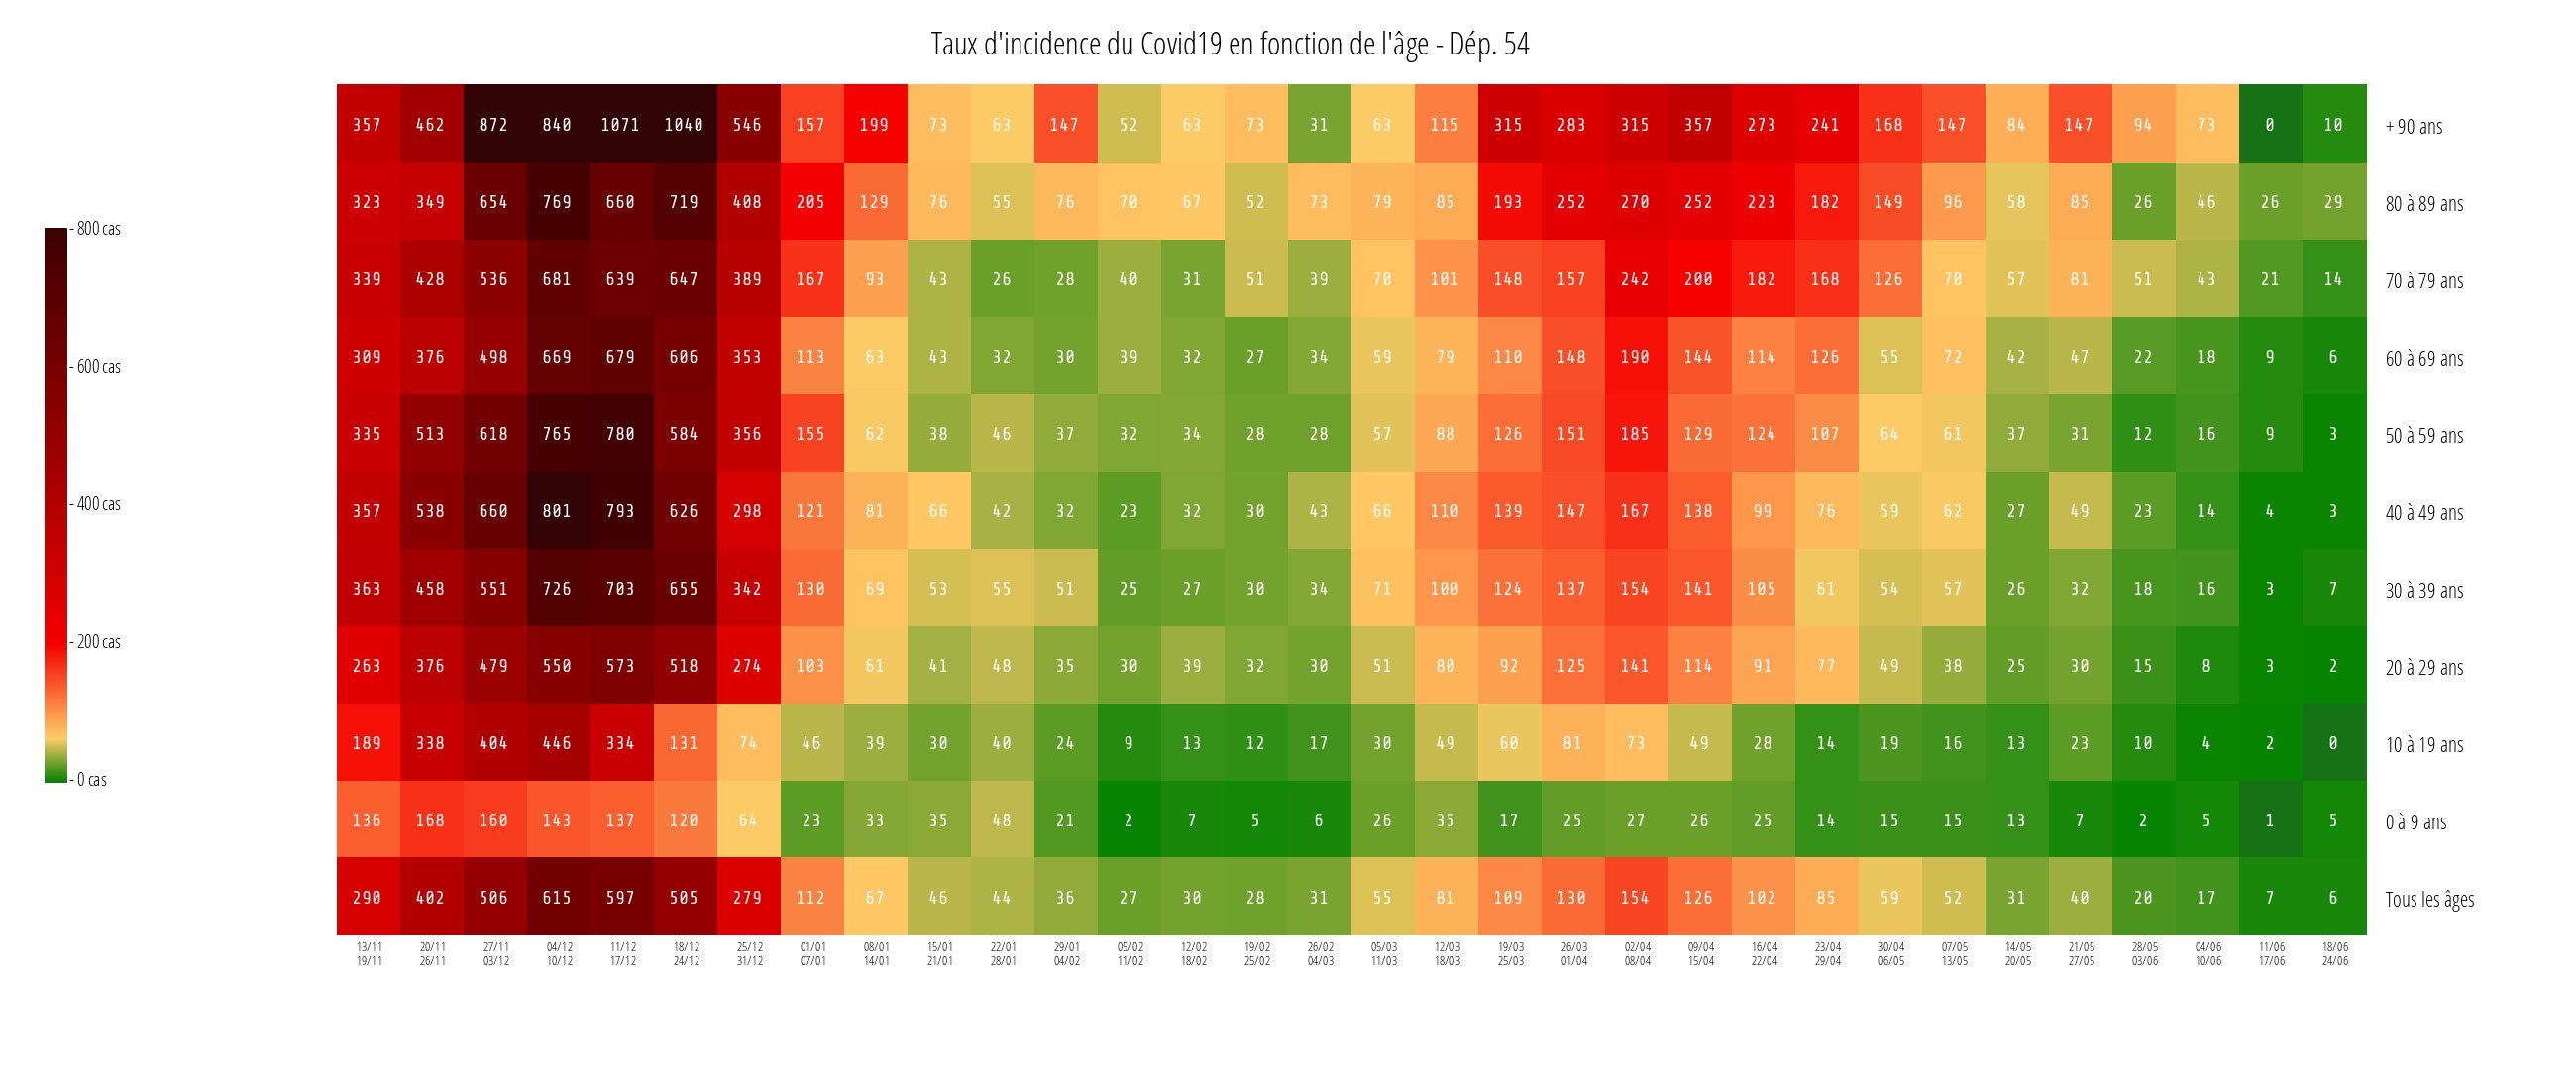 Taux d'incidence du Covid19 en fonction de l'âge - Dép. 54
- 800 cas
- 600 cas
- 400 cas
- 200 cas
- 0 cas
357 462 872 840 1071 1040 546 157 199 73 63 147 52 63 73 31 63 115 315 283 315 357 273 241 168 147 84 147 94 73 0 10 + 90 ans
323 349 654 769 660 719 408 205 129 76 55 76 70 67 52 73 79 85 193 252 270 252 223 182 149 96 58 85 26 46 26 29 80 à 89 ans
339 428 536 681 639 647 389 167 93 43 26 28 40 31 51 39 70 101 148 157 242 200 182 168 126 70 57 81 51 43 21 14 70 à 79 ans
309 376 498 669 679 606 353 113 63 43 32 30 39 32 27 34 59 79 110 148 190 144 114 126 55 72 42 47 22 18 9 6 60 à 69 ans
335 513 618 765 780 584 356 155 62 38 46 37 32 34 28 28 57 88 126 151 185 129 124 107 64 61 37 31 12 16 9 3 50 à 59 ans
357 538 660 801 793 626 298 121 81 66 42 32 23 32 30 43 66 110 139 147 167 138 99 76 59 62 27 49 23 14 4 3 40 à 49 ans
363 458 551 726 703 655 342 130 69 53 55 51 25 27 30 34 71 100 124 137 154 141 105 61 54 57 26 32 18 16 3 7 30 à 39 ans
263 376 479 550 573 518 274 103 61 41 48 35 30 39 32 30 51 80 92 125 141 114 91 77 49 38 25 30 15 8 3 2 20 à 29 ans
189 338 404 446 334 131 74 46 39 30 40 24 9 13 12 17 30 49 60 81 73 49 28 14 19 16 13 23 10 4 2 0 10 à 19 ans
136 168 160 143 137 120 64 23 33 35 48 21 2 7 5 6 26 35 17 25 27 26 25 14 15 15 13 7 2 5 1 5 0 à 9 ans
290 402 506 615 597 505 279 112 67 46 44 36 27 30 28 31 55 81 109 130 154 126 102 85 59 52 31 40 20 17 7 6 Tous les âges
13/11 20/11 27/11 04/12 11/12 18/12 25/12 01/01 08/01 15/01 22/01 29/01 05/02 12/02 19/02 26/02 05/03 12/03 19/03 26/03 02/04 09/04 16/04 23/04 30/04 07/05 14/05 21/05 28/05 04/06 11/06 18/06
19/11 26/11 03/12 10/12 17/12 24/12 31/12 07/01 14/01 21/01 28/01 04/02 11/02 18/02 25/02 04/03 11/03 18/03 25/03 01/04 08/04 15/04 22/04 29/04 06/05 13/05 20/05 27/05 03/06 10/06 17/06 24/06